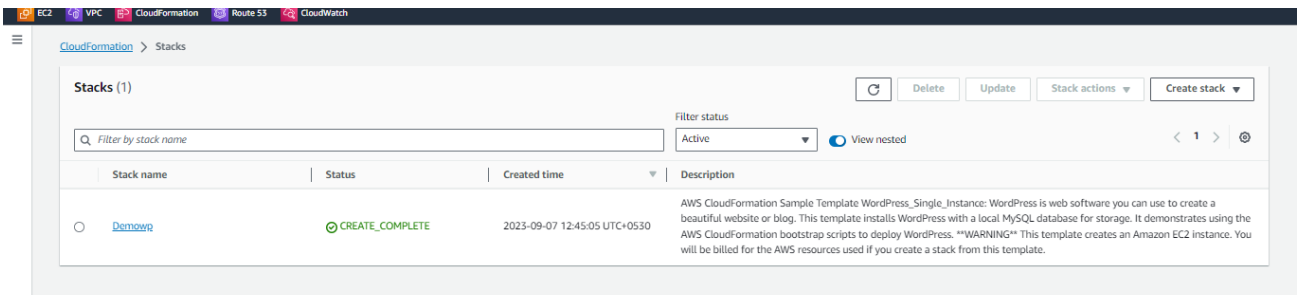 EC2 VPC CloudFormation Route 53 CloudWatch
CloudFormation > Stacks
Stacks (1)
Delete Update Stack actions Create stack
Filter status
Filter by stack name Active View nested 1
Stack name Status Created time Description
AWS CloudFormation Sample Template WordPress_Single_Instance: WordPress is web software you can use to create a
beautiful website or blog. This template installs WordPress with a local MySQL database for storage. It demonstrates using the
Demowp CREATE_COMPLETE 2023-09-07 12:45:05 UTC+0530 AWS CloudFormation bootstrap scripts to deploy WordPress. **WARNING** This template creates an Amazon EC2 instance. You
will be billed for the AWS resources used if you create a stack from this template.